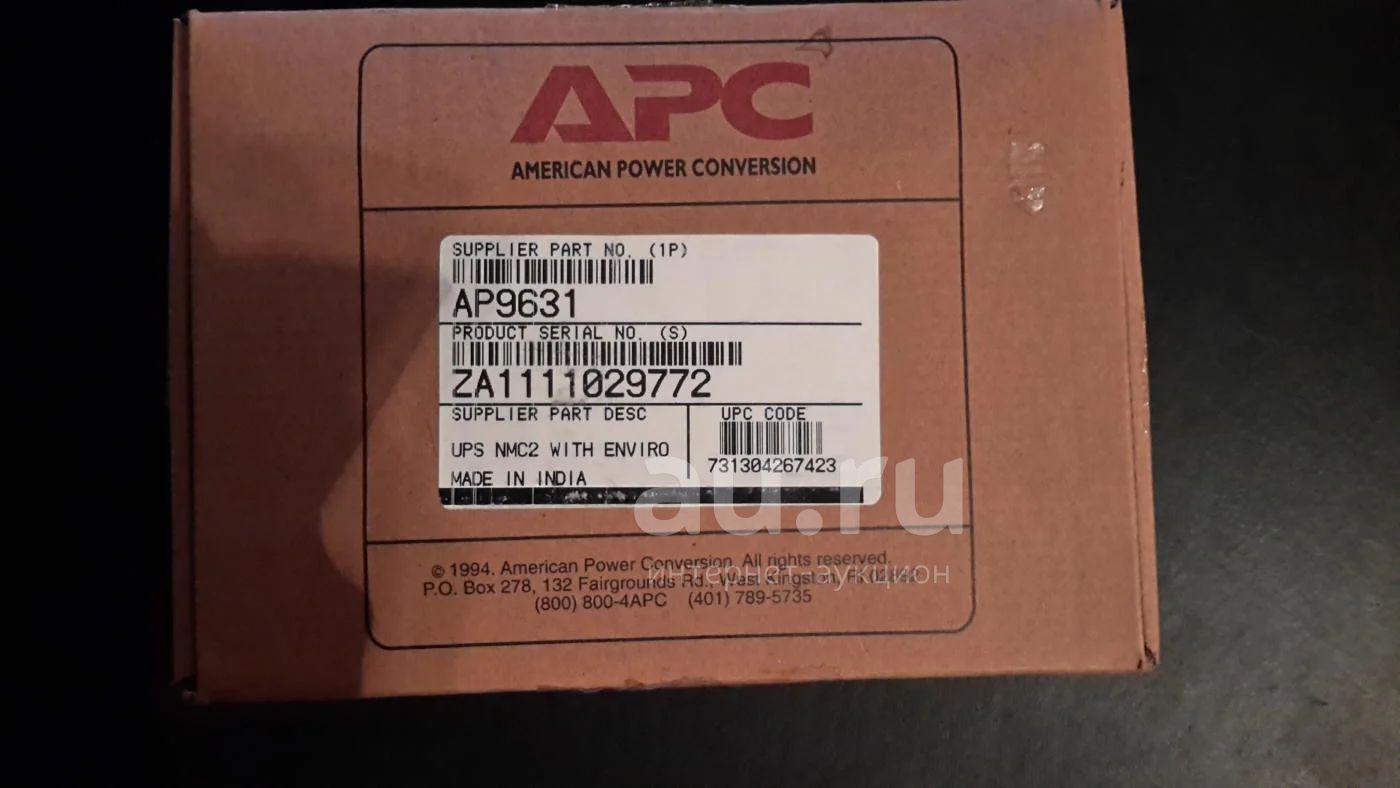 APC
AMERICAN POWER CONVERSION
SUPPLIER PART NO. (1P)
AP9631
PRODUCT SERIAL NO. (S)
ZA1111029772
SUPPLIER PART DESC
UPS NMC2 WITH ENVIRO
MADE IN INDIA
UPC CODE
731304267423
au.ru
интернет-аукцион
© 1994. American Power Conversion. All rights reserved.
P.O. Box 278, 132 Fairgrounds Rd., West Kingston, RI 02892
(800) 800-4APC (401) 789-5735